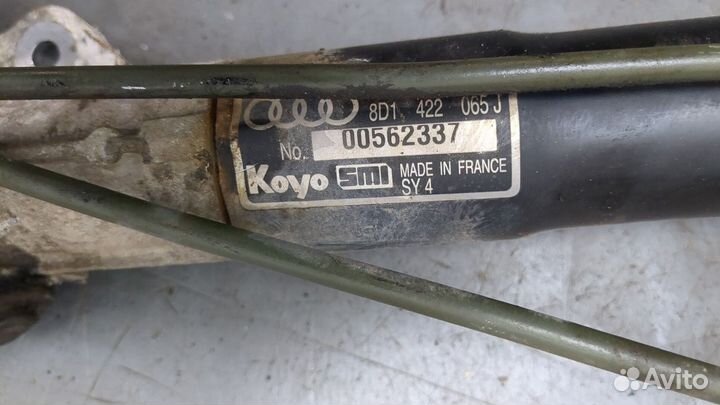 8D1 422 065 J
No. 00562337
Koyo SMI MADE IN FRANCE
SY 4
Avito